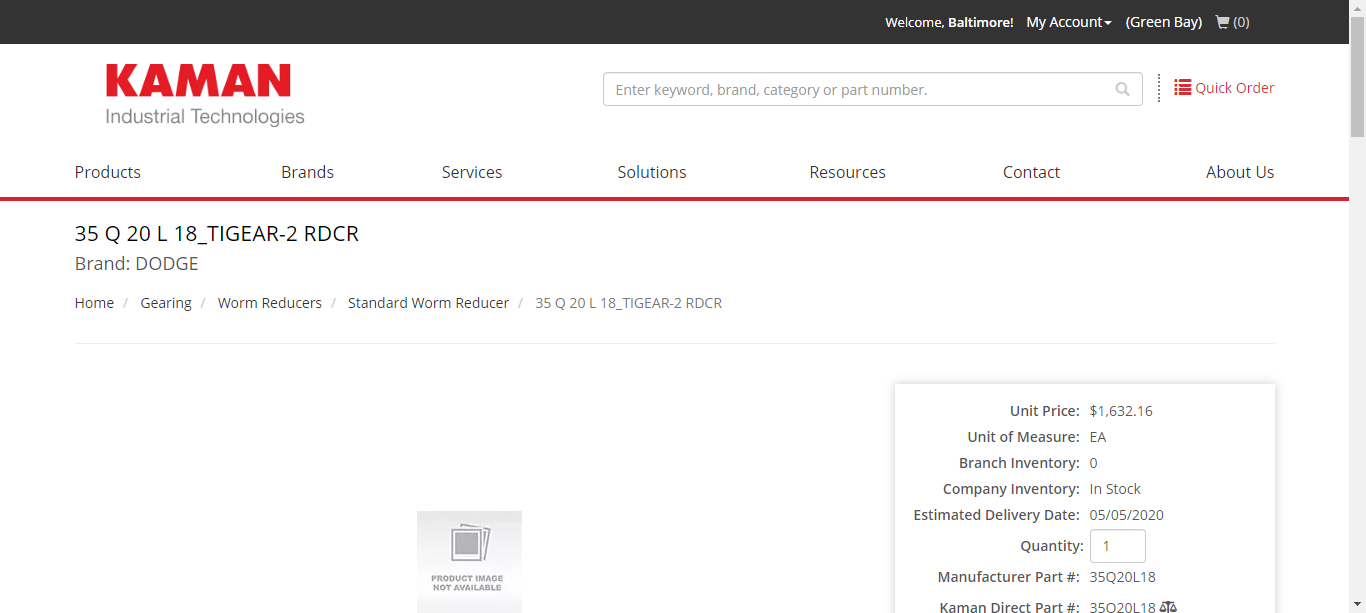 Welcome, Baltimore! My Account (Green Bay) (0)
KAMAN
Industrial Technologies
Enter keyword, brand, category or part number.
Quick Order
Products Brands Services Solutions Resources Contact About Us
35 Q 20 L 18_TIGEAR-2 RDCR
Brand: DODGE
Home / Gearing / Worm Reducers / Standard Worm Reducer / 35 Q 20 L 18_TIGEAR-2 RDCR
Unit Price: $1,632.16
Unit of Measure: EA
Branch Inventory: 0
Company Inventory: In Stock
Estimated Delivery Date: 05/05/2020
Quantity: 1
Manufacturer Part #: 35Q20L18
Kaman Direct Part #: 35Q20L18
PRODUCT IMAGE
NOT AVAILABLE